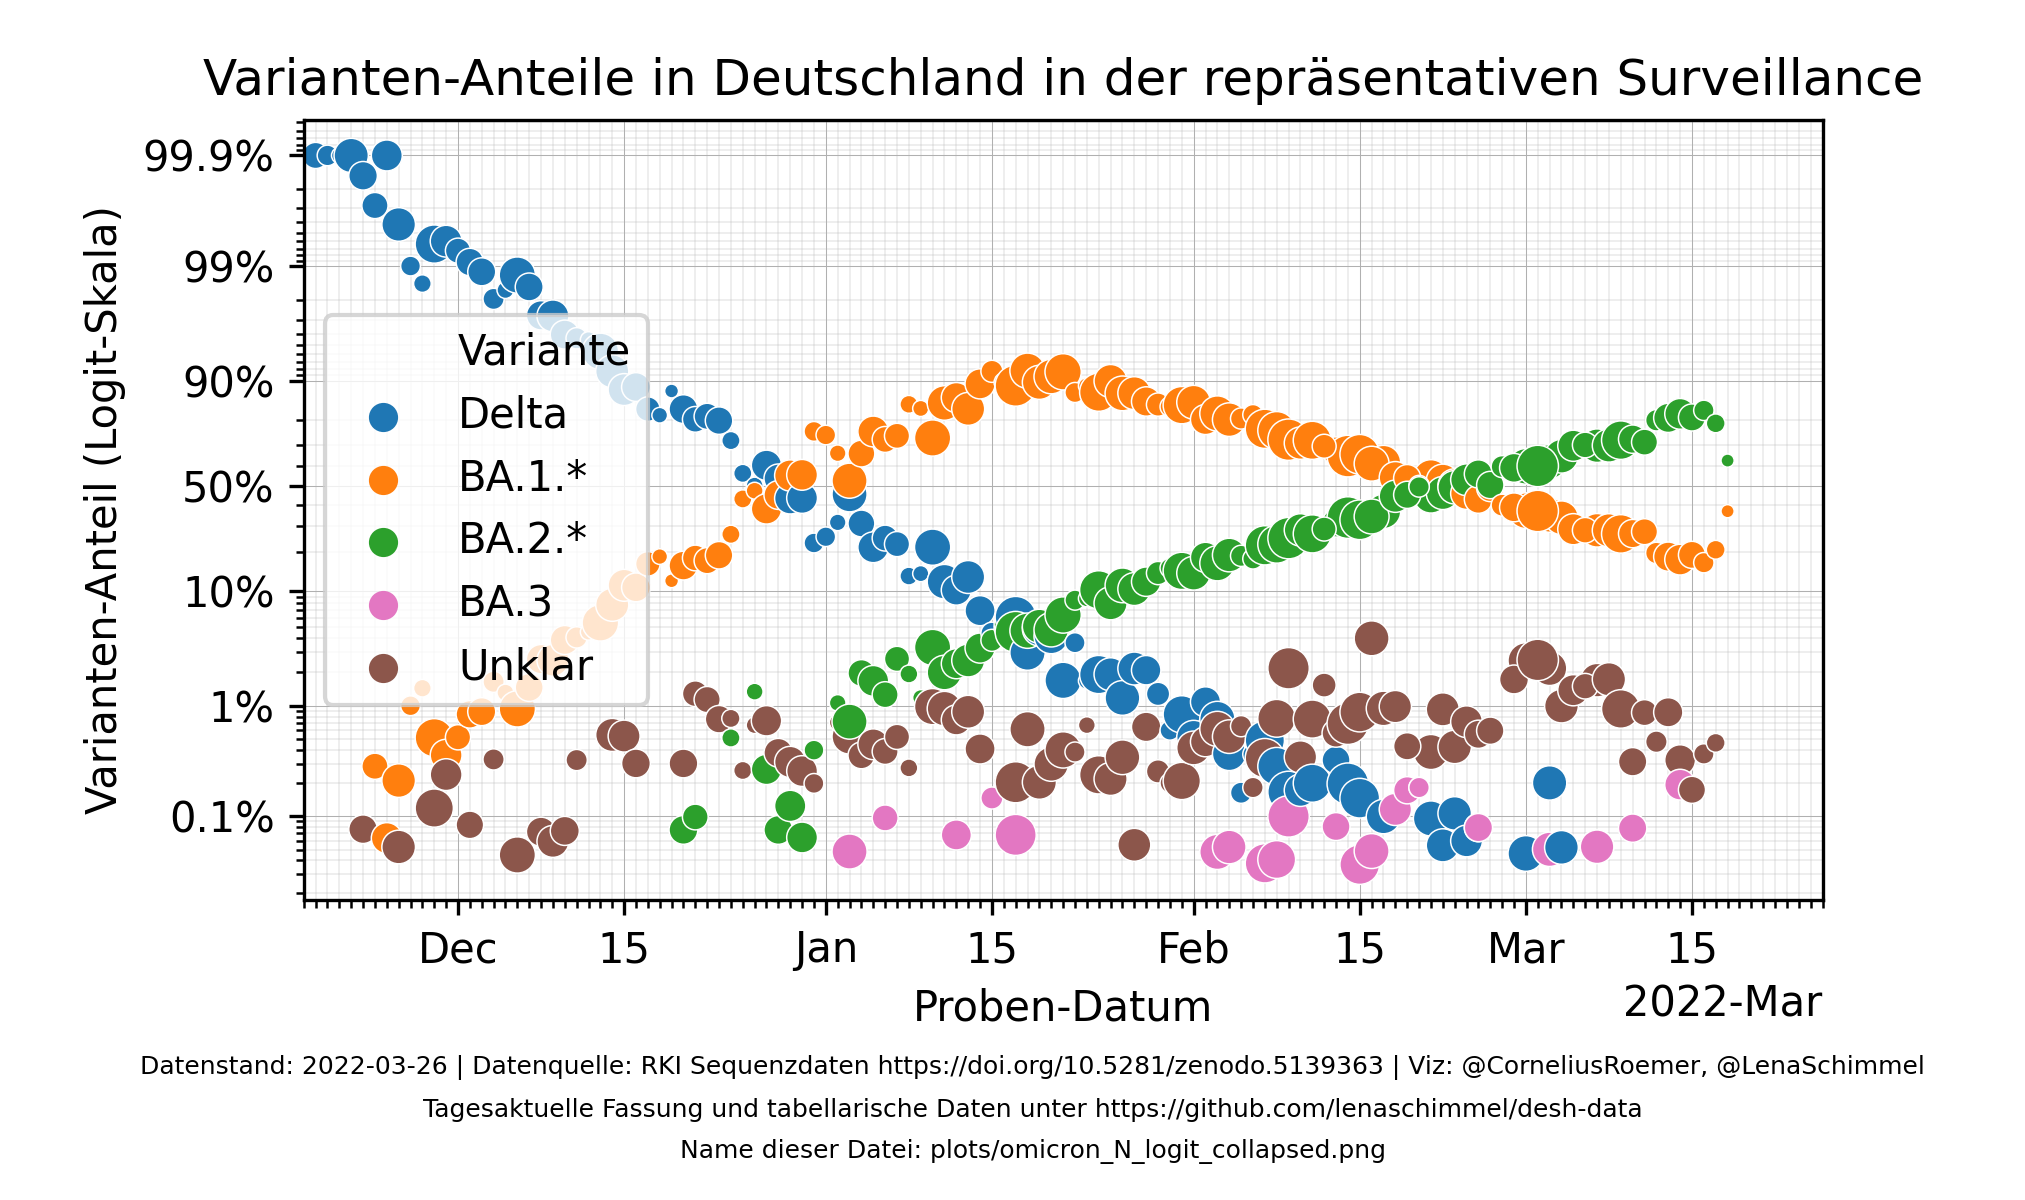 Varianten-Anteile in Deutschland in der repräsentativen Surveillance
Varianten-Anteil (Logit-Skala)
99.9%
99%
90%
50%
10%
1%
0.1%
Variante
Delta
BA.1.*
BA.2.*
BA.3
Unklar
Dec 15 Jan 15 Feb 15 Mar 15
Proben-Datum
2022-Mar
Datenstand: 2022-03-26 | Datenquelle: RKI Sequenzdaten https://doi.org/10.5281/zenodo.5139363 | Viz: @CorneliusRoemer, @LenaSchimmel
Tagesaktuelle Fassung und tabellarische Daten unter https://github.com/lenaschimmel/desh-data
Name dieser Datei: plots/omicron_N_logit_collapsed.png